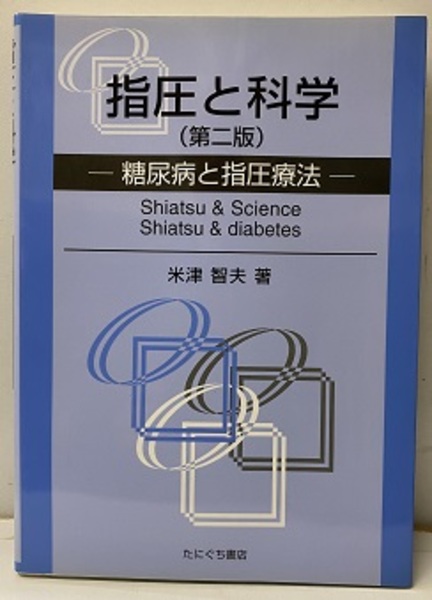 指圧と科学
（第二版）
― 糖尿病と指圧療法 ―
Shiatsu & Science
Shiatsu & diabetes
米津 智夫 著
たにぐち書店